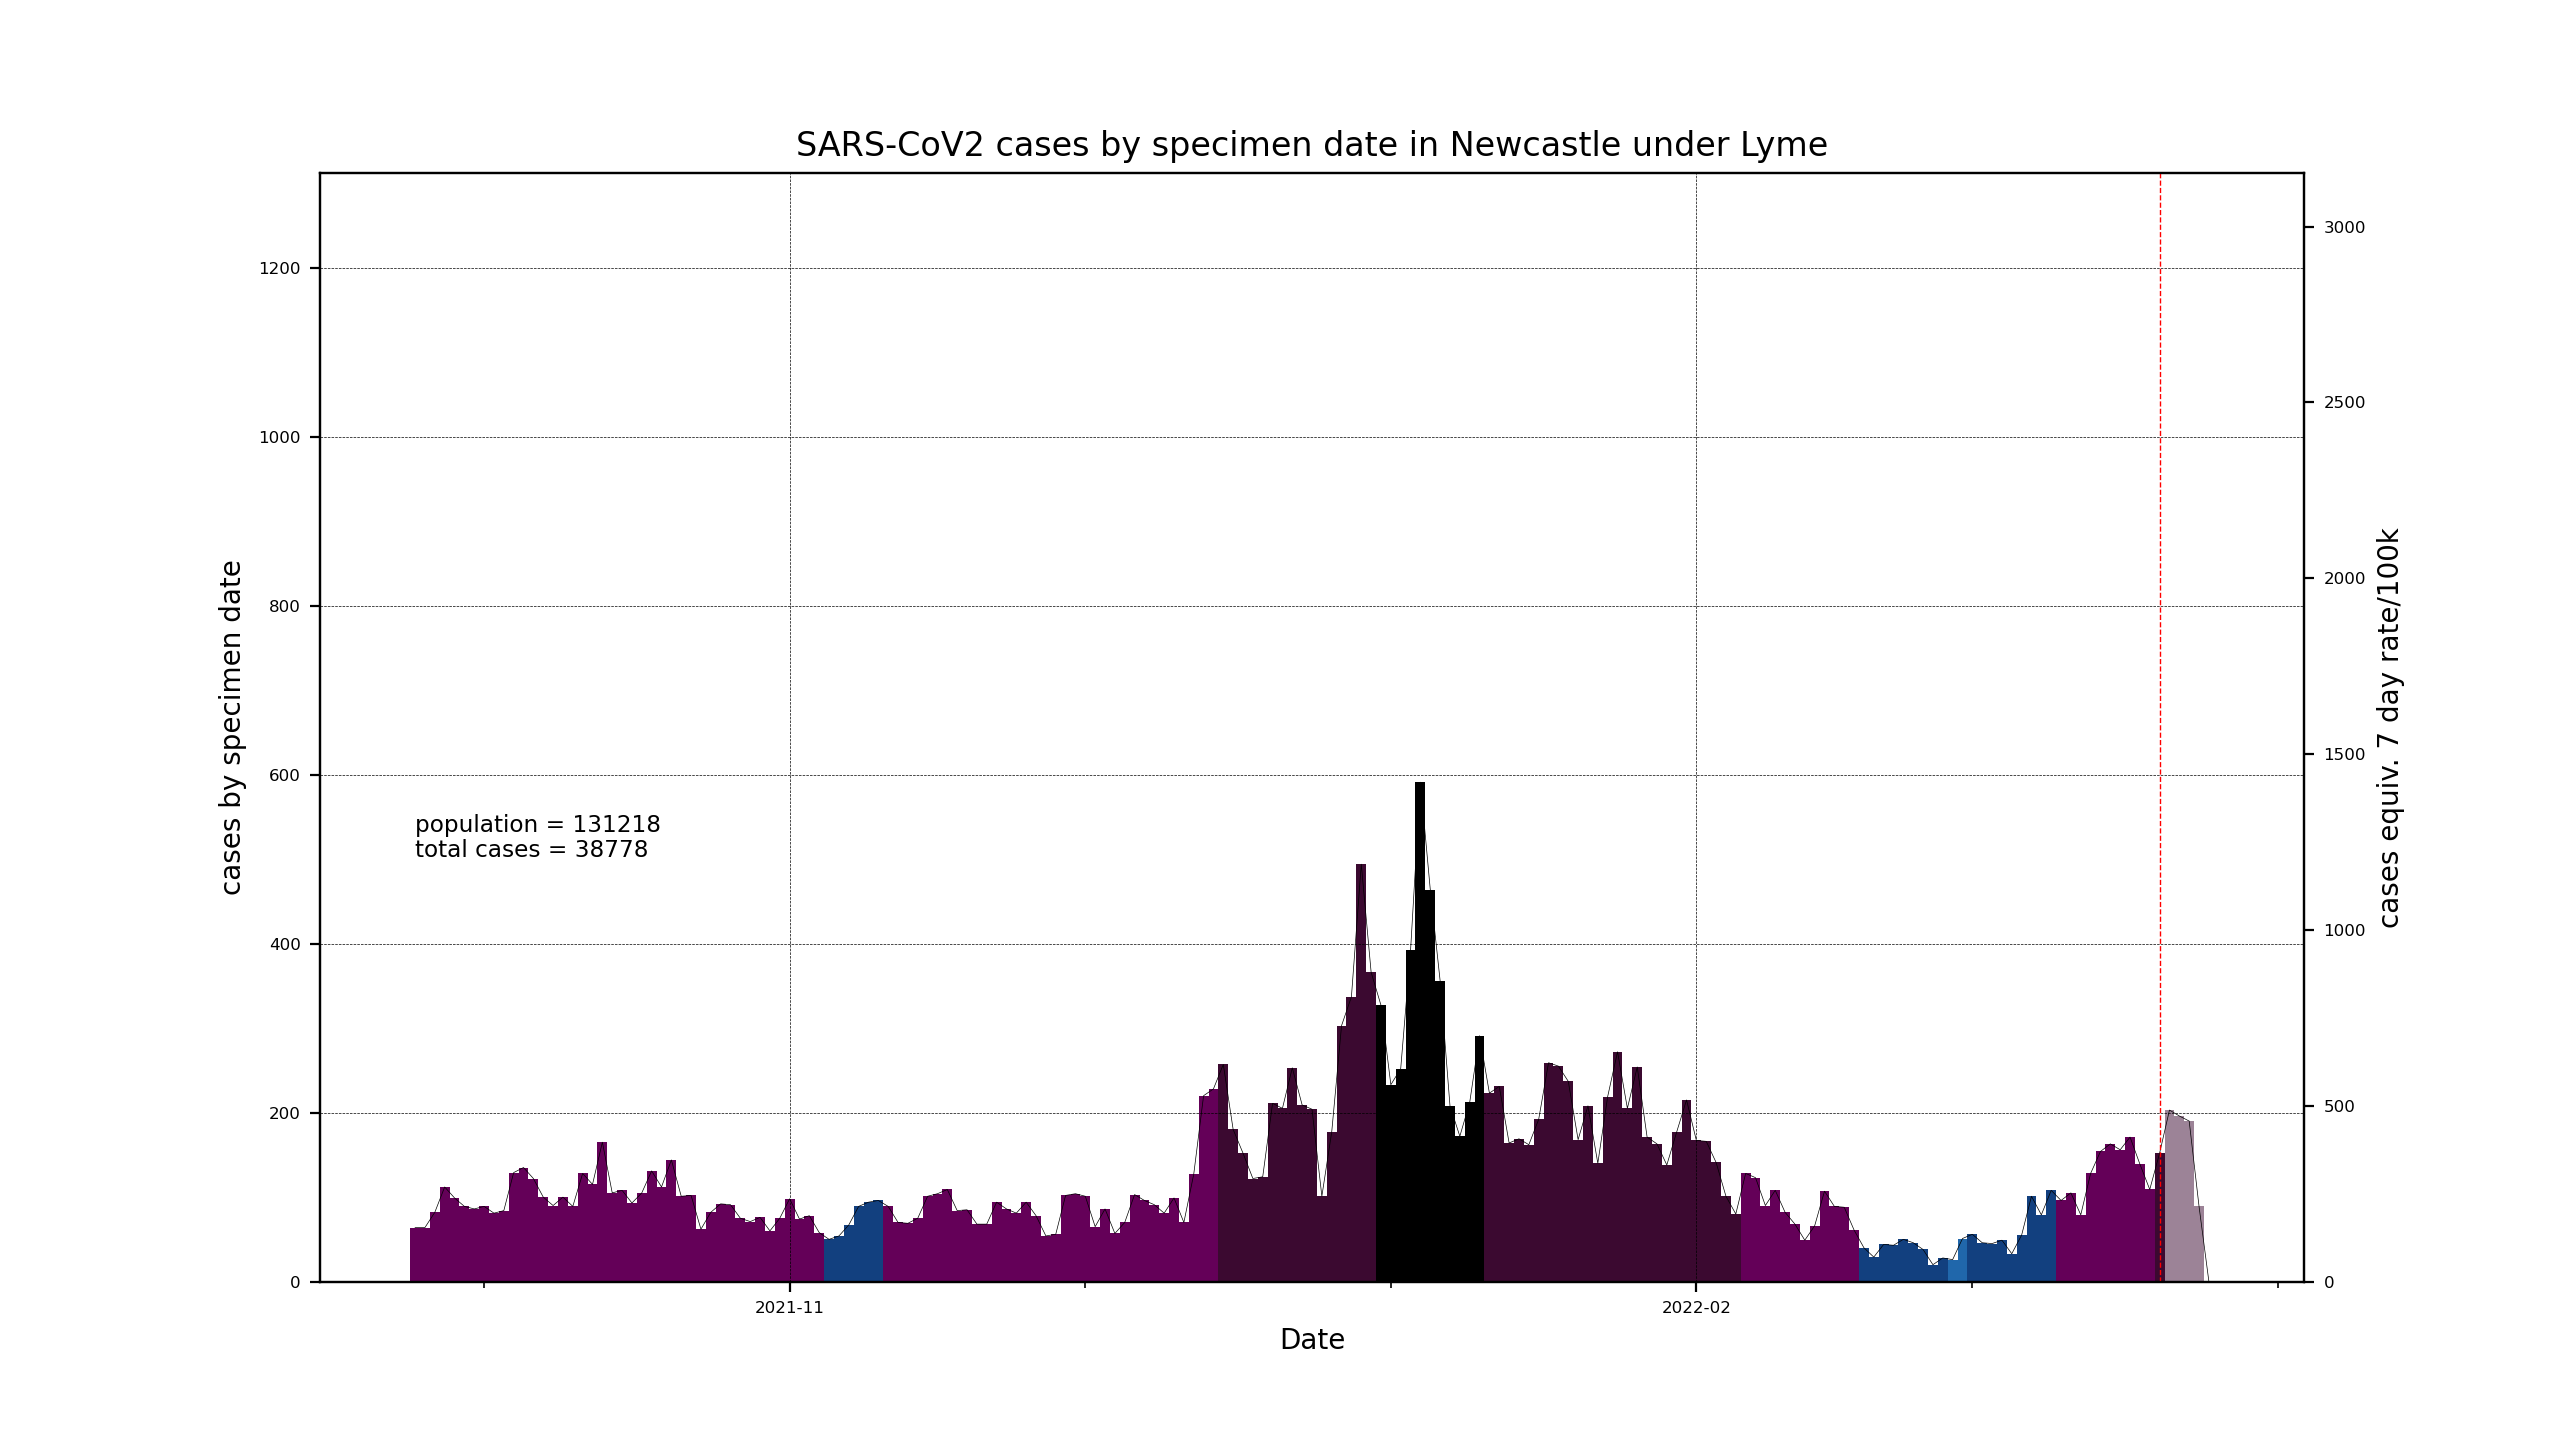 SARS-CoV2 cases by specimen date in Newcastle under Lyme
cases by specimen date
1200
1000
800
600
400
200
0
population = 131218
total cases = 38778
3000
2500
2000
1500
1000
500
0
cases equiv. 7 day rate/100k
2021-11
2022-02
Date